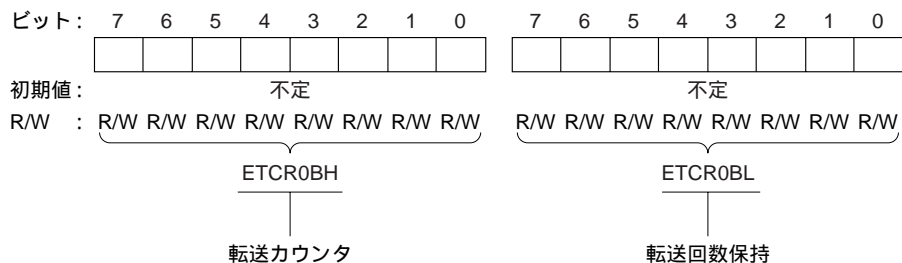 ビット: 7 6 5 4 3 2 1 0 7 6 5 4 3 2 1 0
初期値: 不定 不定
R/W : R/W R/W R/W R/W R/W R/W R/W R/W R/W R/W R/W R/W R/W R/W R/W R/W
ETCR0BH ETCR0BL
転送カウンタ 転送回数保持